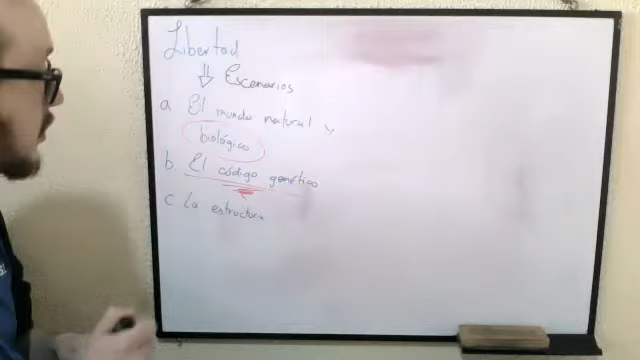 Libertad
Escenarios
a El mundo natural y
biológico
b. El código genético
c La estructura